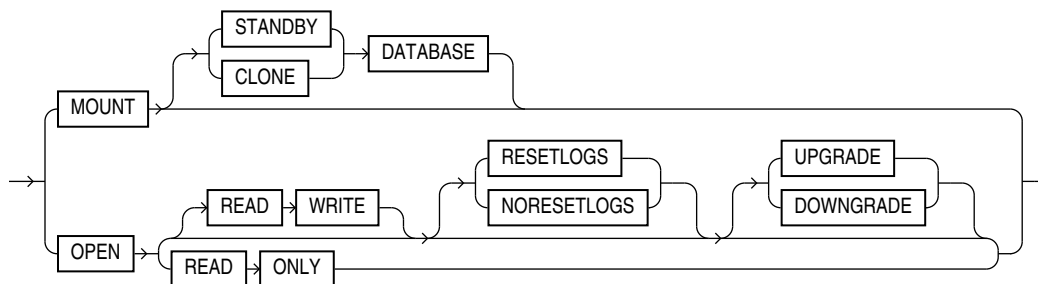 STANDBY
CLONE
DATABASE
MOUNT
RESETLOGS
NORESETLOGS
UPGRADE
DOWNGRADE
READ WRITE
OPEN
READ ONLY